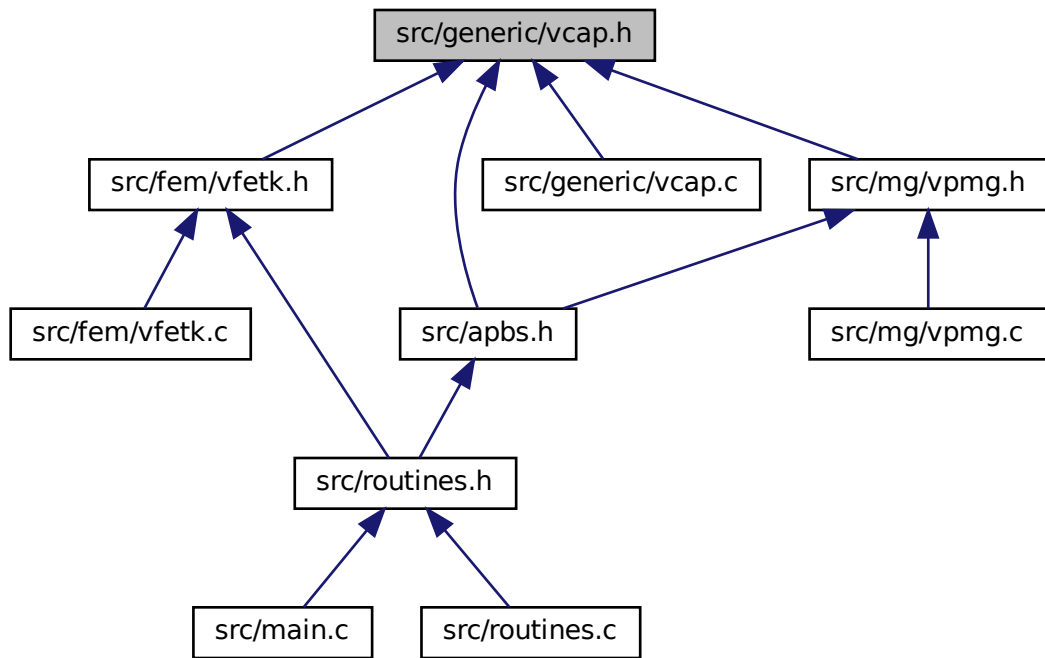 src/generic/vcap.h
src/fem/vfetk.h
src/generic/vcap.c
src/mg/vpmg.h
src/fem/vfetk.c
src/apbs.h
src/mg/vpmg.c
src/routines.h
src/main.c
src/routines.c